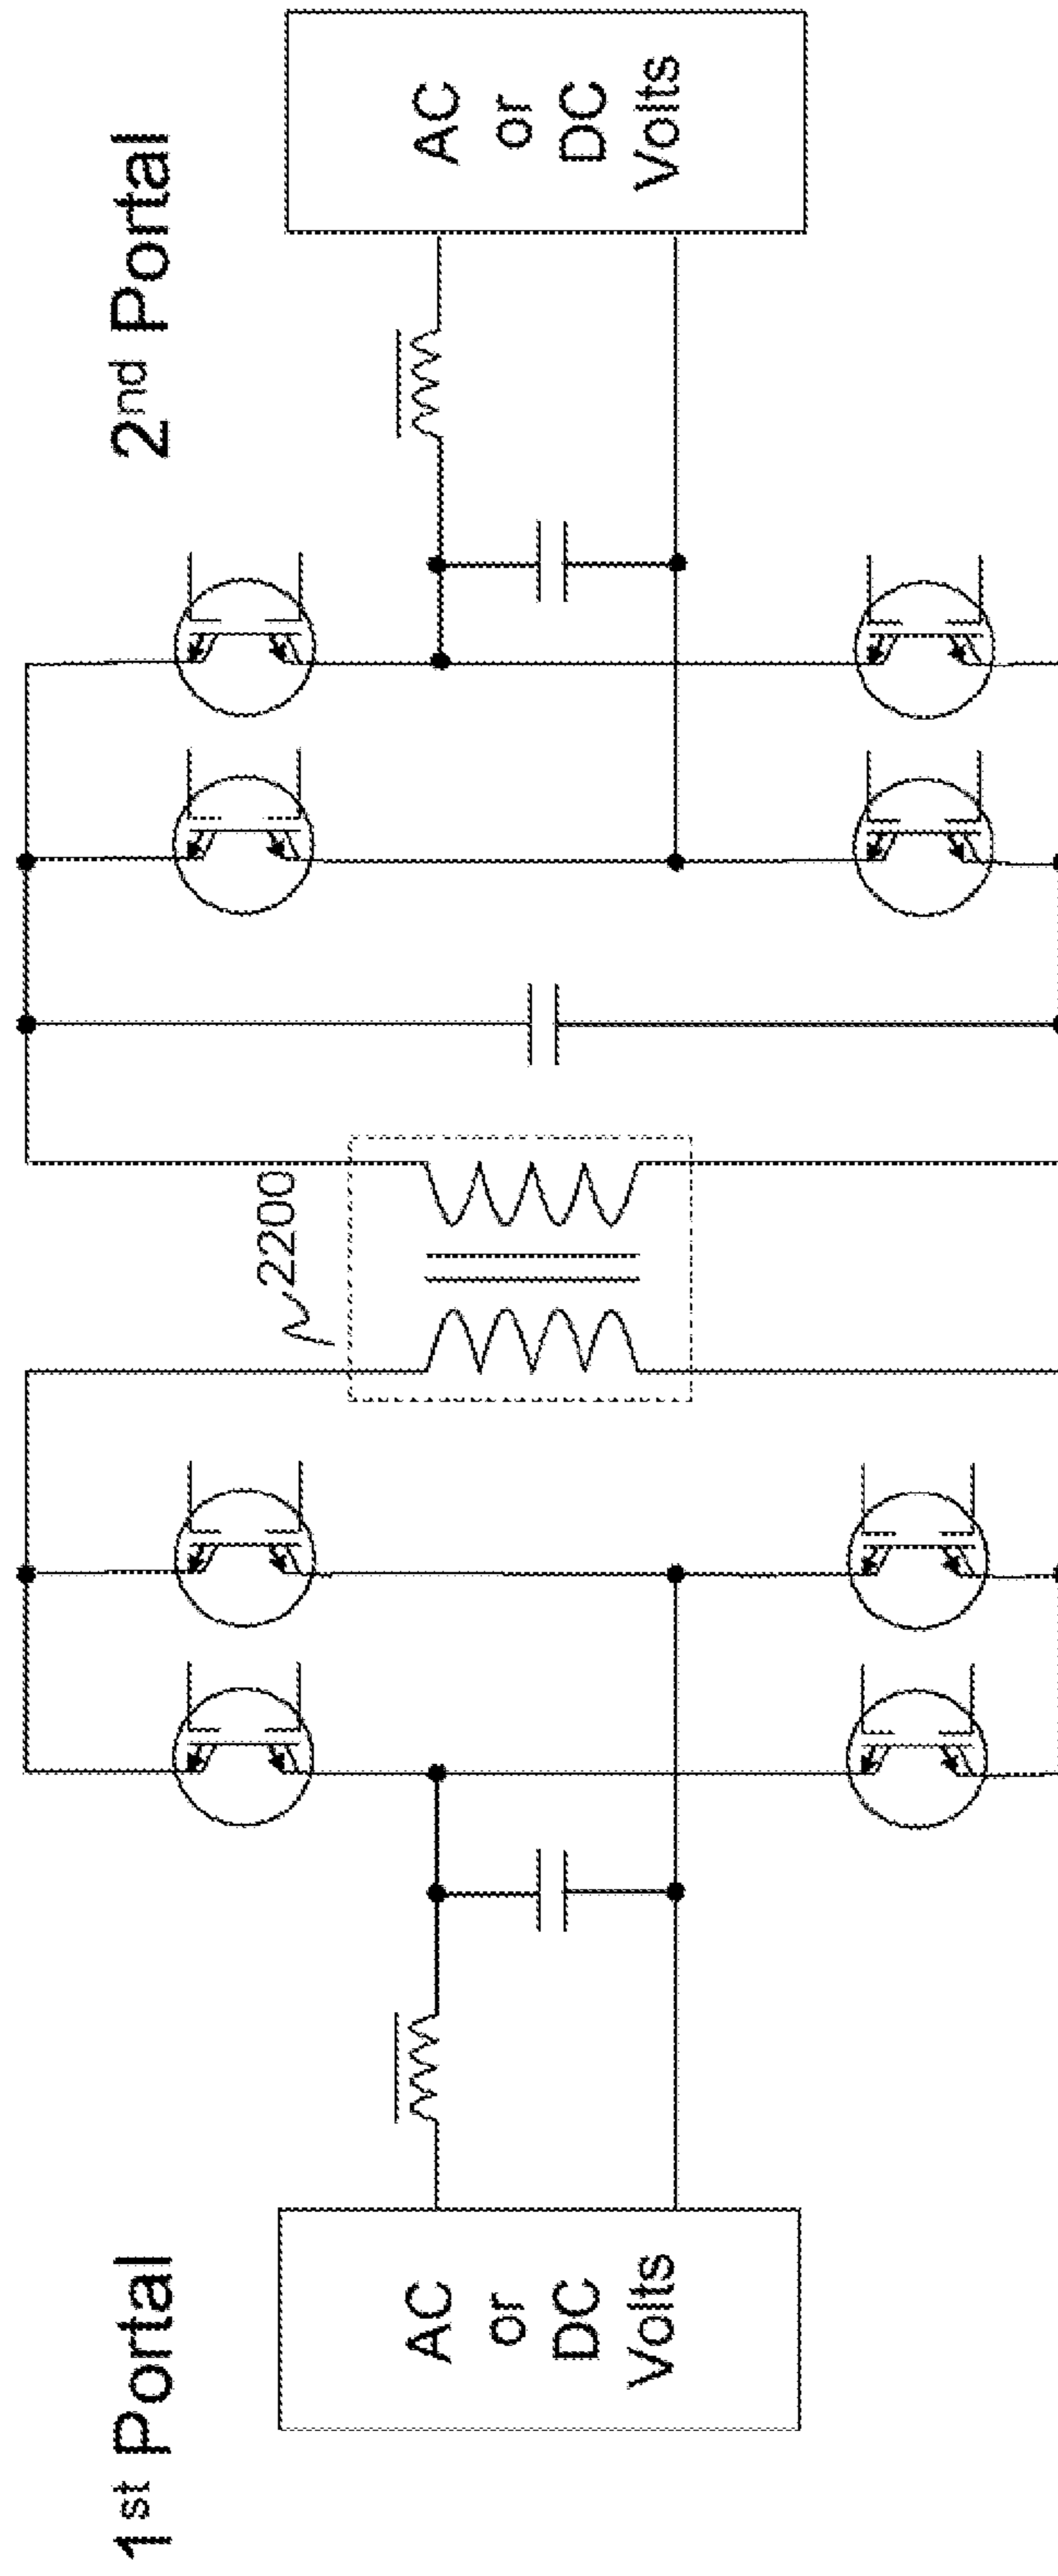 1st Portal
AC
or
DC
Volts
2200
2nd Portal
AC
or
DC
Volts